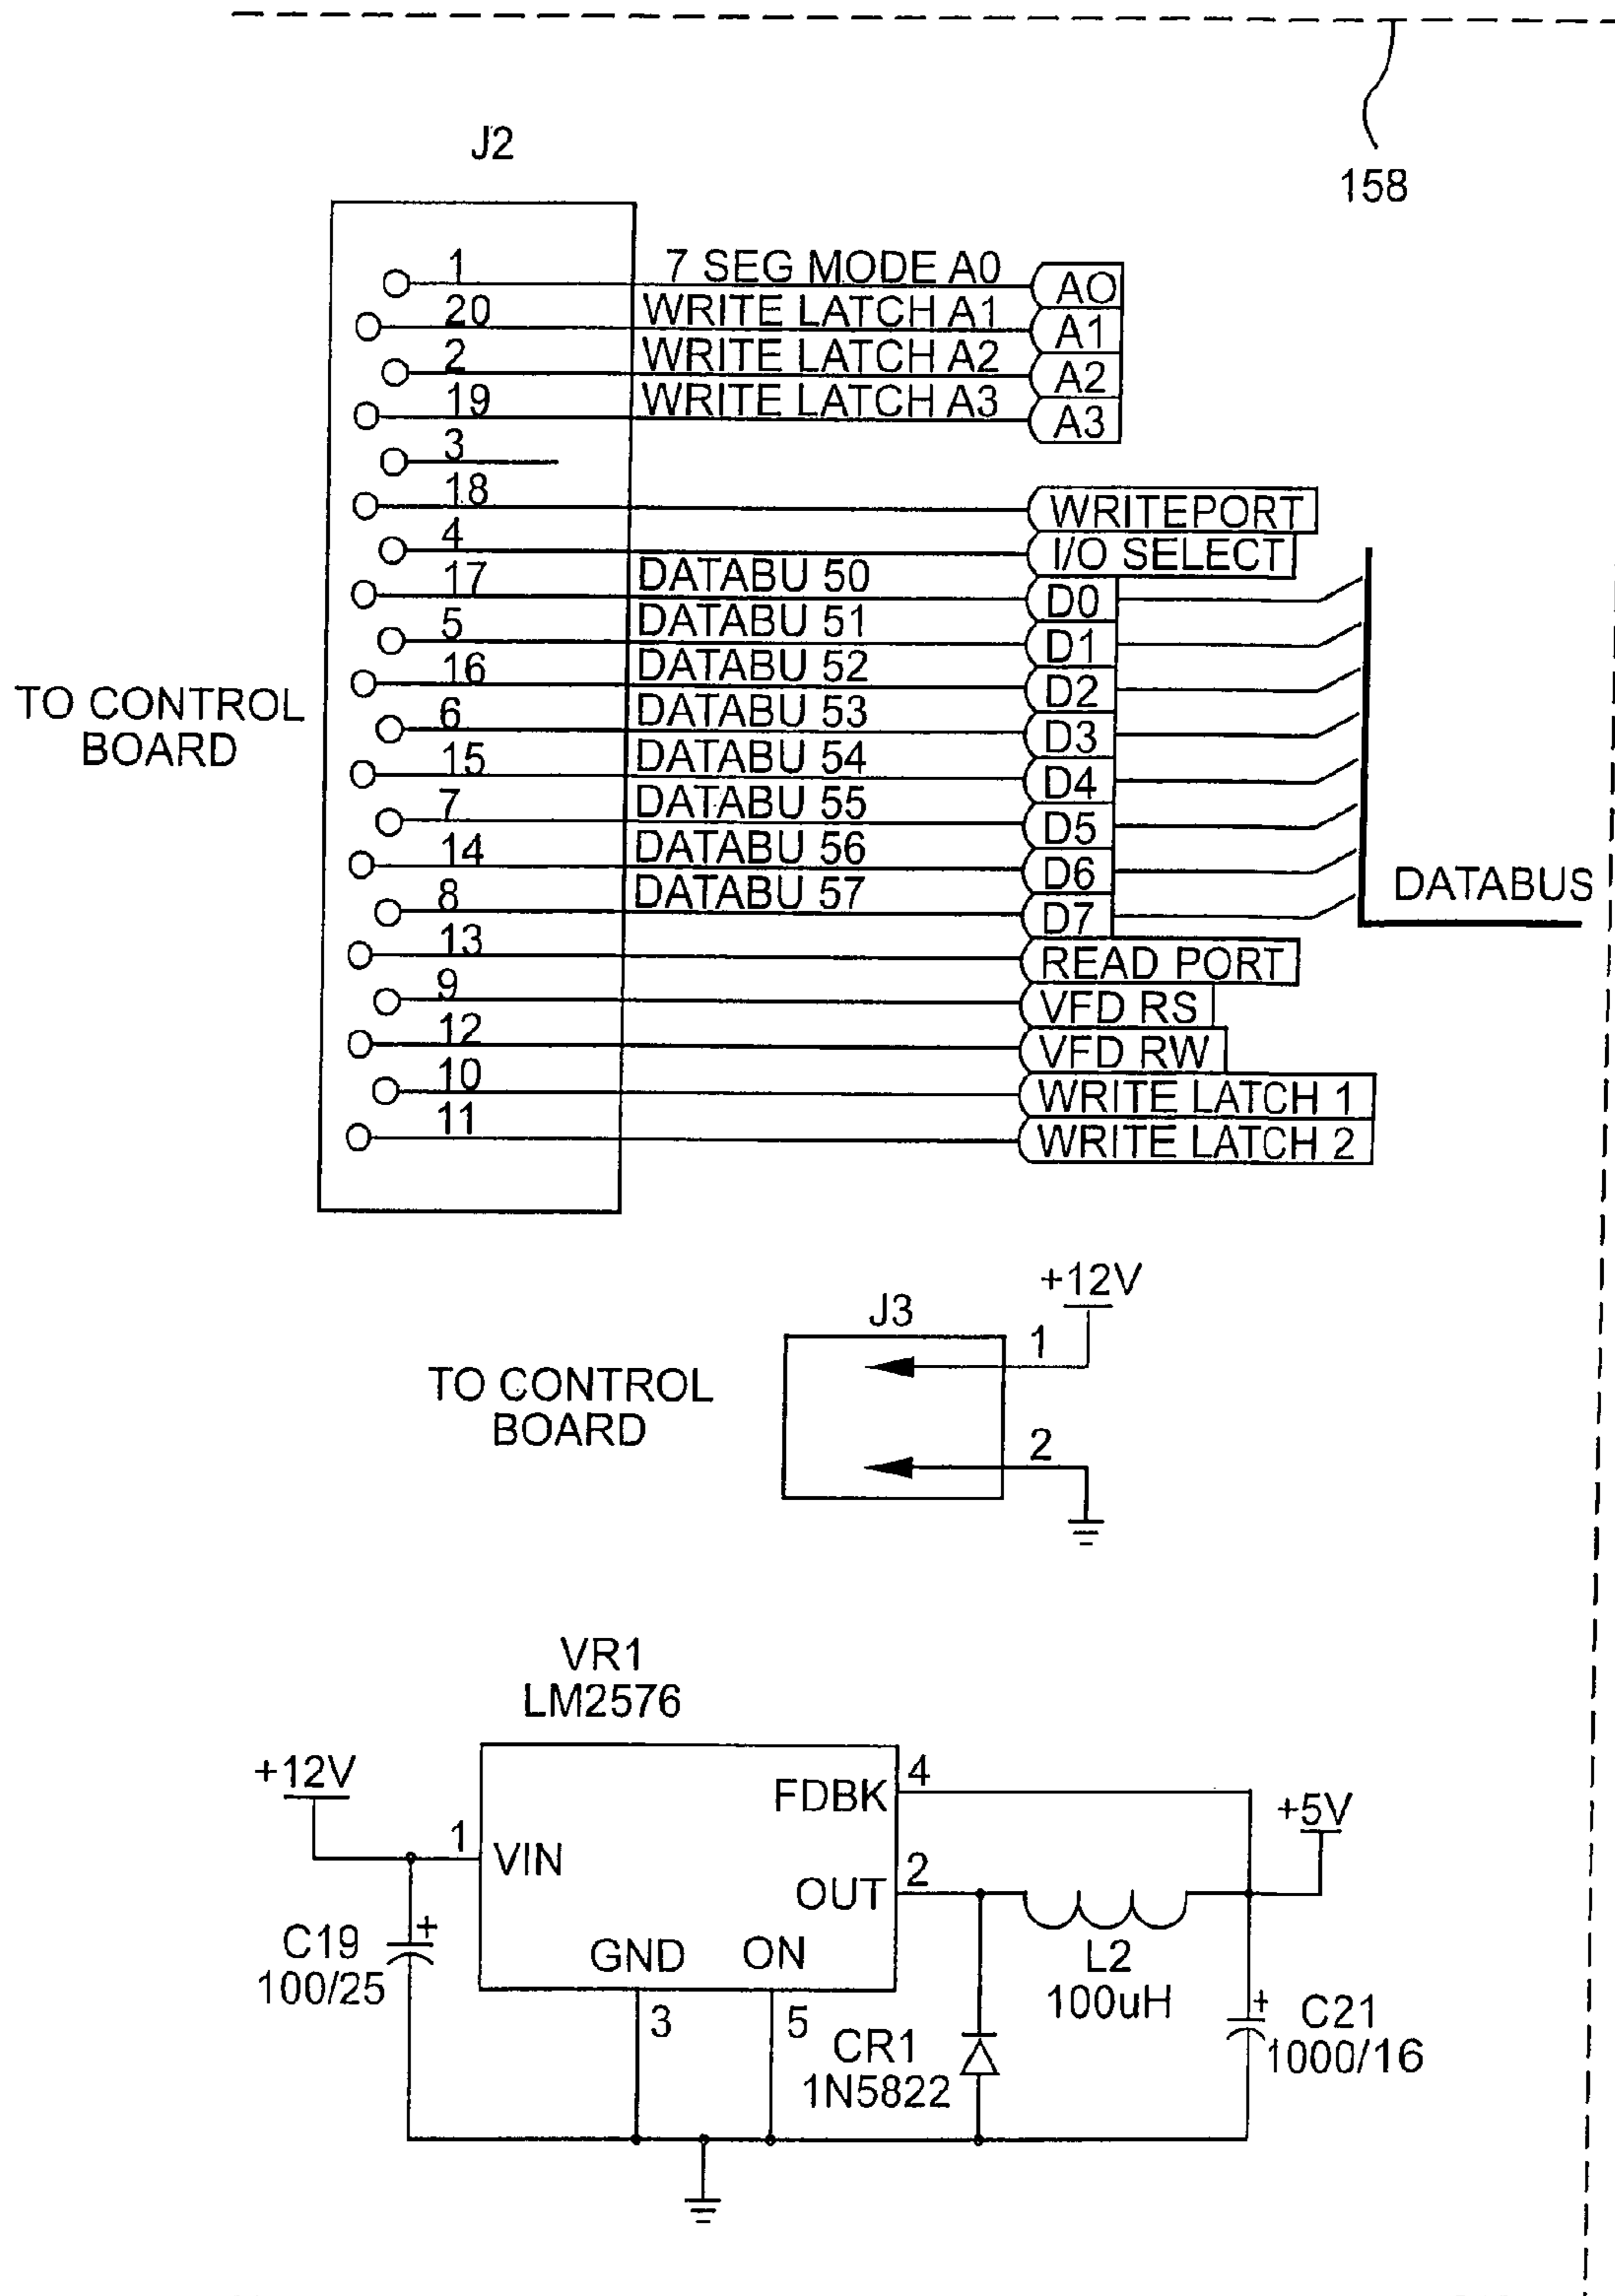 158
J2
1 7 SEG MODE A0 AO
20 WRITE LATCH A1 A1
2 WRITE LATCH A2 A2
19 WRITE LATCH A3 A3
3
18 WRITEPORT
4 I/O SELECT
17 DATABU 50 D0
5 DATABU 51 D1
16 DATABU 52 D2
6 DATABU 53 D3
15 DATABU 54 D4
7 DATABU 55 D5
14 DATABU 56 D6
8 DATABU 57 D7
13 READ PORT
9 VFD RS
12 VFD RW
10 WRITE LATCH 1
11 WRITE LATCH 2
TO CONTROL
BOARD
DATABUS
J3
+12V
1
2
TO CONTROL
BOARD
VR1
LM2576
+12V
1
VIN
FDBK
4
OUT
2
GND
ON
3
5
+5V
C19
100/25
+
CR1
1N5822
L2
100uH
+
C21
1000/16